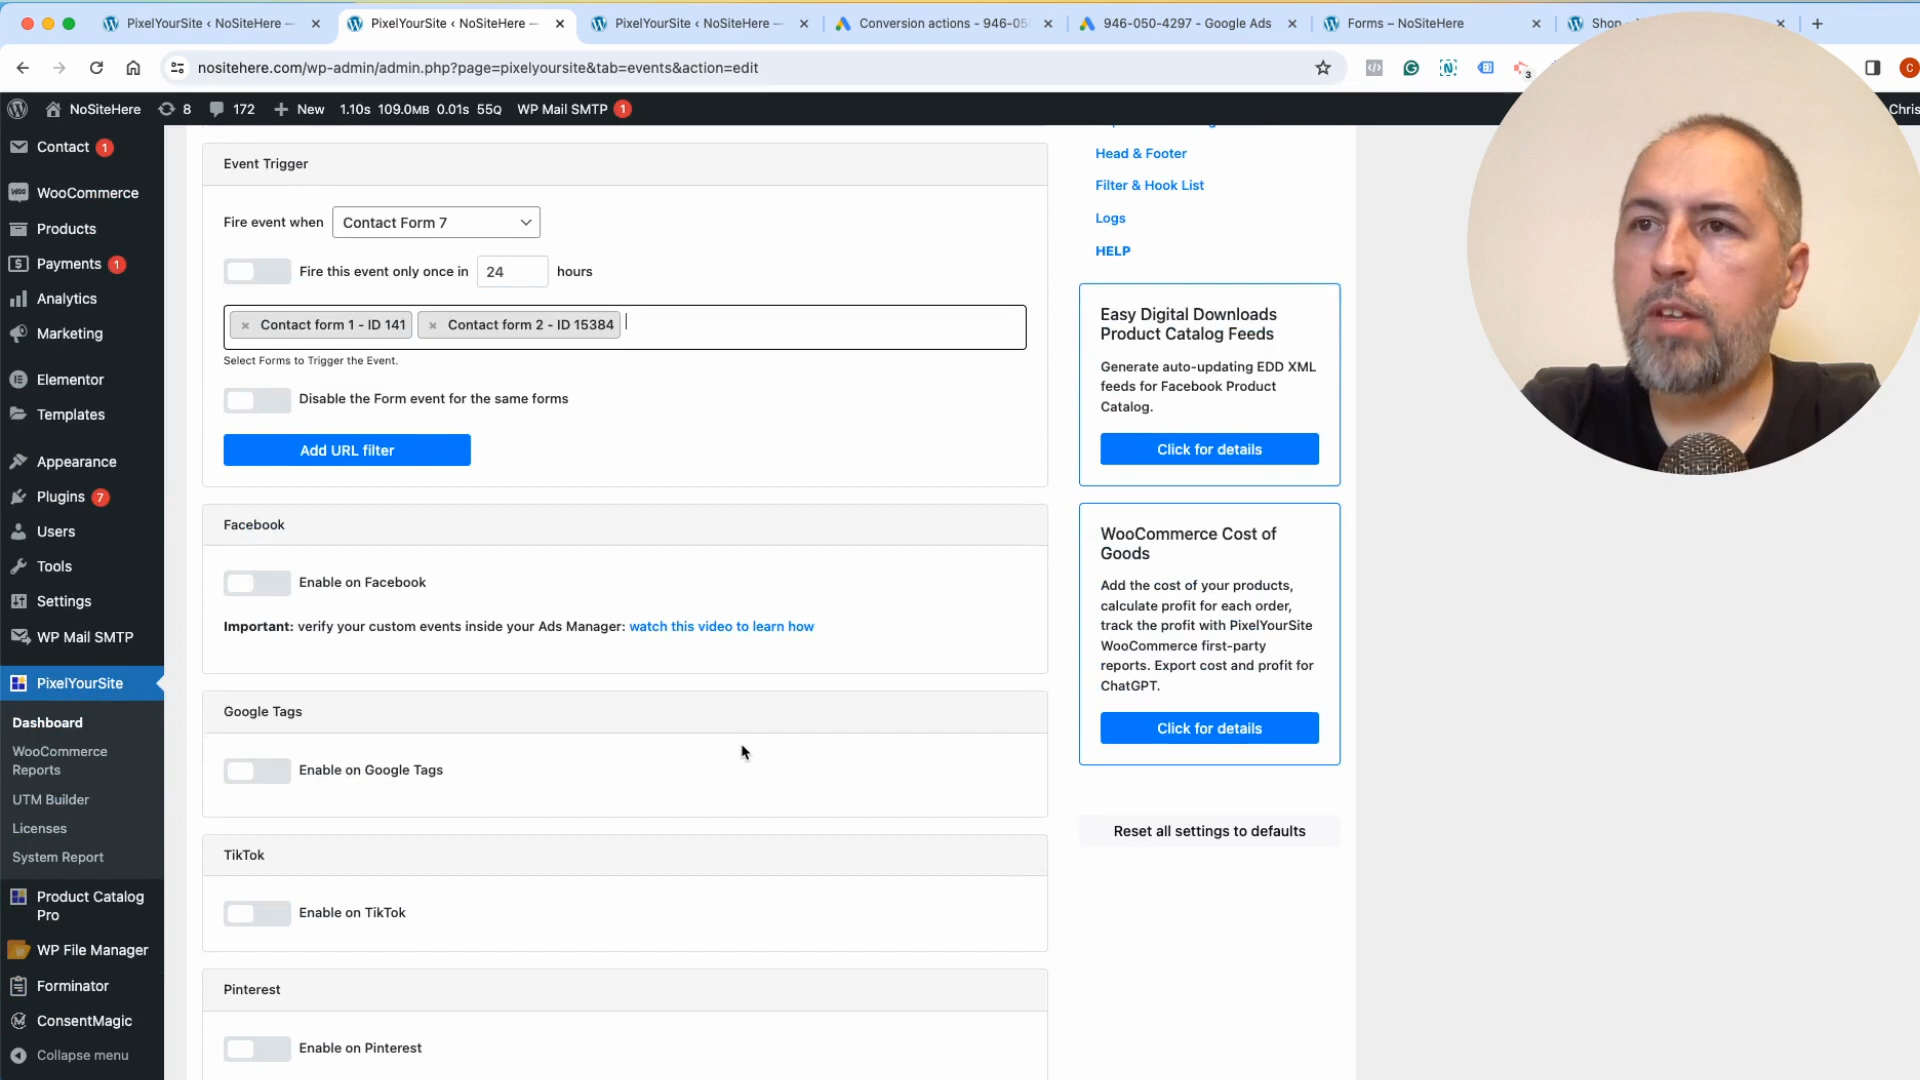 PixelYourSite ‹ NoSiteHere —
PixelYourSite ‹ NoSiteHere —
PixelYourSite ‹ NoSiteHere —
Conversion actions - 946-05
946-050-4297 - Google Ads
Forms – NoSiteHere
Shop
nositehere.com/wp-admin/admin.php?page=pixelyoursite&tab=events&action=edit
3
C
NoSiteHere
8
172
New
1.10s 109.0MB 0.01s 55Q
WP Mail SMTP 1
Chris
Contact 1
WooCommerce
Products
Payments 1
Analytics
Marketing
Elementor
Templates
Appearance
Plugins 7
Users
Tools
Settings
WP Mail SMTP
PixelYourSite
Dashboard
WooCommerce
Reports
UTM Builder
Licenses
System Report
Product Catalog
Pro
WP File Manager
Forminator
ConsentMagic
Collapse menu
Event Trigger
Fire event when Contact Form 7
Fire this event only once in 24 hours
× Contact form 1 - ID 141 × Contact form 2 - ID 15384
Select Forms to Trigger the Event.
Disable the Form event for the same forms
Add URL filter
Facebook
Enable on Facebook
Important: verify your custom events inside your Ads Manager: watch this video to learn how
Google Tags
Enable on Google Tags
TikTok
Enable on TikTok
Pinterest
Enable on Pinterest
Head & Footer
Filter & Hook List
Logs
HELP
Easy Digital Downloads
Product Catalog Feeds
Generate auto-updating EDD XML
feeds for Facebook Product
Catalog.
Click for details
WooCommerce Cost of
Goods
Add the cost of your products,
calculate profit for each order,
track the profit with PixelYourSite
WooCommerce first-party
reports. Export cost and profit for
ChatGPT.
Click for details
Reset all settings to defaults